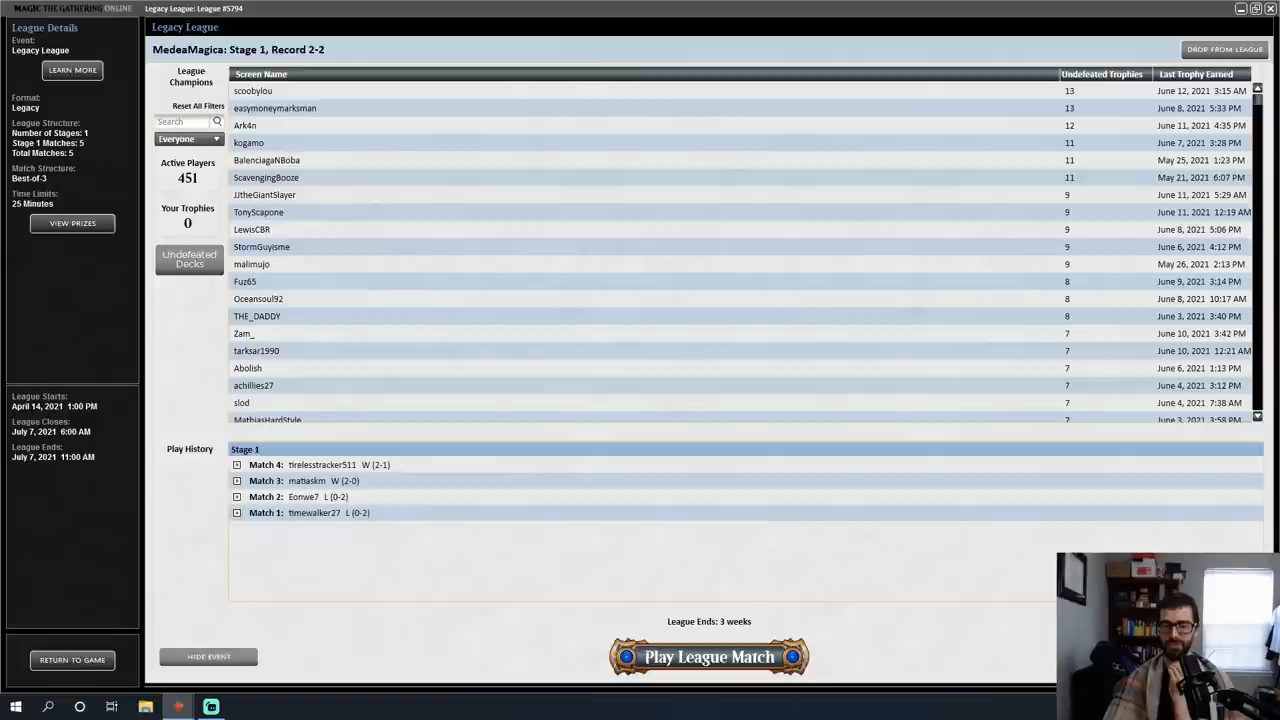 MAGIC THE GATHERING ONLINE
Legacy League: League #5794
League Details
Event:
Legacy League
LEARN MORE
Format:
Legacy
League Structure:
Number of Stages: 1
Stage 1 Matches: 5
Total Matches: 5
Match Structure:
Best-of-3
Time Limits:
25 Minutes
VIEW PRIZES
League Starts:
April 14, 2021 1:00 PM
League Closes:
July 7, 2021 6:00 AM
League Ends:
July 7, 2021 11:00 AM
RETURN TO GAME
Legacy League
MedeaMagica: Stage 1, Record 2-2
DROP FROM LEAGUE
League
Champions
Reset All Filters
Search
Everyone
Active Players
451
Your Trophies
0
Undefeated
Decks
Screen Name Undefeated Trophies Last Trophy Earned
scoobylou 13 June 12, 2021 3:15 AM
easymoneymarksman 13 June 8, 2021 5:33 PM
Ark4n 12 June 11, 2021 4:35 PM
kogamo 11 June 7, 2021 3:28 PM
BalenciagaNBoba 11 May 25, 2021 1:23 PM
ScavengingBooze 11 May 21, 2021 6:07 PM
JJtheGiantSlayer 9 June 11, 2021 5:29 AM
TonyScapone 9 June 11, 2021 12:19 AM
LewisCBR 9 June 8, 2021 5:06 PM
StormGuyisme 9 June 6, 2021 4:12 PM
malimujo 9 May 26, 2021 2:13 PM
Fuz65 8 June 9, 2021 3:14 PM
Oceansoul92 8 June 8, 2021 10:17 AM
THE_DADDY 8 June 3, 2021 3:40 PM
Zam_ 7 June 10, 2021 3:42 PM
tarksar1990 7 June 10, 2021 12:21 AM
Abolish 7 June 6, 2021 1:13 PM
achillies27 7 June 4, 2021 3:12 PM
slod 7 June 4, 2021 7:38 AM
MathiasHardStyle 7 June 3, 2021 3:58 PM
Play History
Stage 1
Match 4: tirelesstracker511 W (2-1)
Match 3: matiaskm W (2-0)
Match 2: Eonwe7 L (0-2)
Match 1: timewalker27 L (0-2)
League Ends: 3 weeks
HIDE EVENT
Play League Match